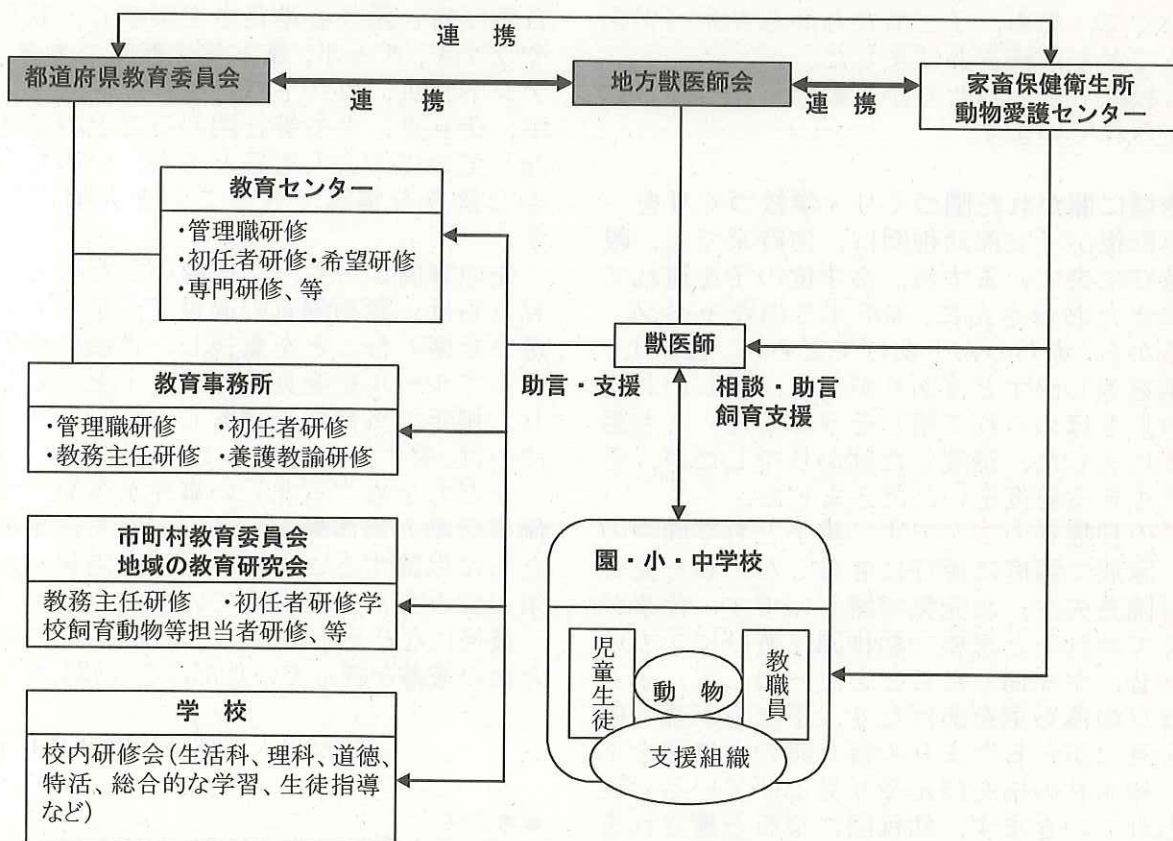 連　携
都道府県教育委員会
連　携
地方獣医師会
連　携
家畜保健衛生所
動物愛護センター
教育センター
・管理職研修
・初任者研修・希望研修
・専門研修、等
教育事務所
・管理職研修　・初任者研修
・教務主任研修　・養護教諭研修
市町村教育委員会
地域の教育研究会
教務主任研修　・初任者研修学
校飼育動物等担当者研修、等
学　校
校内研修会(生活科、理科、道徳、
特活、総合的な学習、生徒指導
など)
獣医師
助言・支援
相談・助言
飼育支援
園・小・中学校
児童生徒
動　物
教職員
支援組織